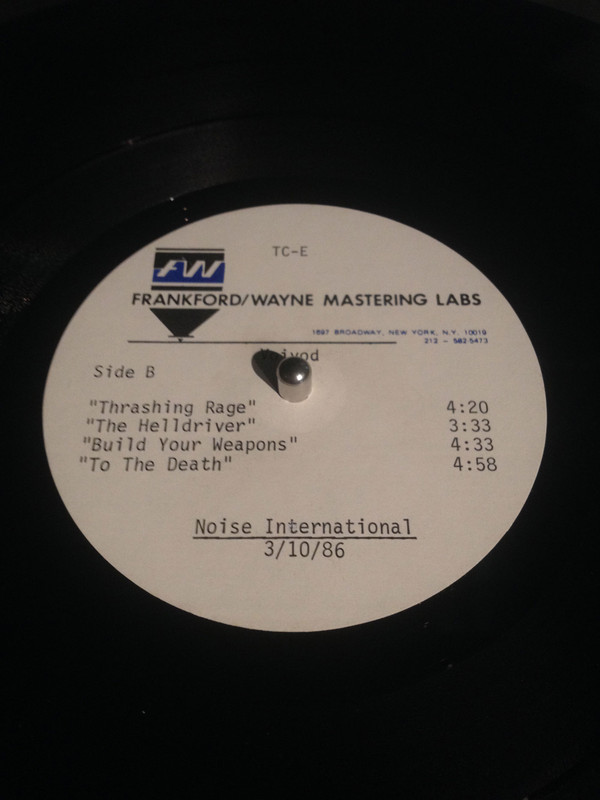 TC-E
FW
FRANKFORD/WAYNE MASTERING LABS
1697 BROADWAY, NEW YORK, N.Y. 10019
212 - 582 5473
Voivod
Side B
"Thrashing Rage" 4:20
"The Helldriver" 3:33
"Build Your Weapons" 4:33
"To The Death" 4:58
Noise International
3/10/86